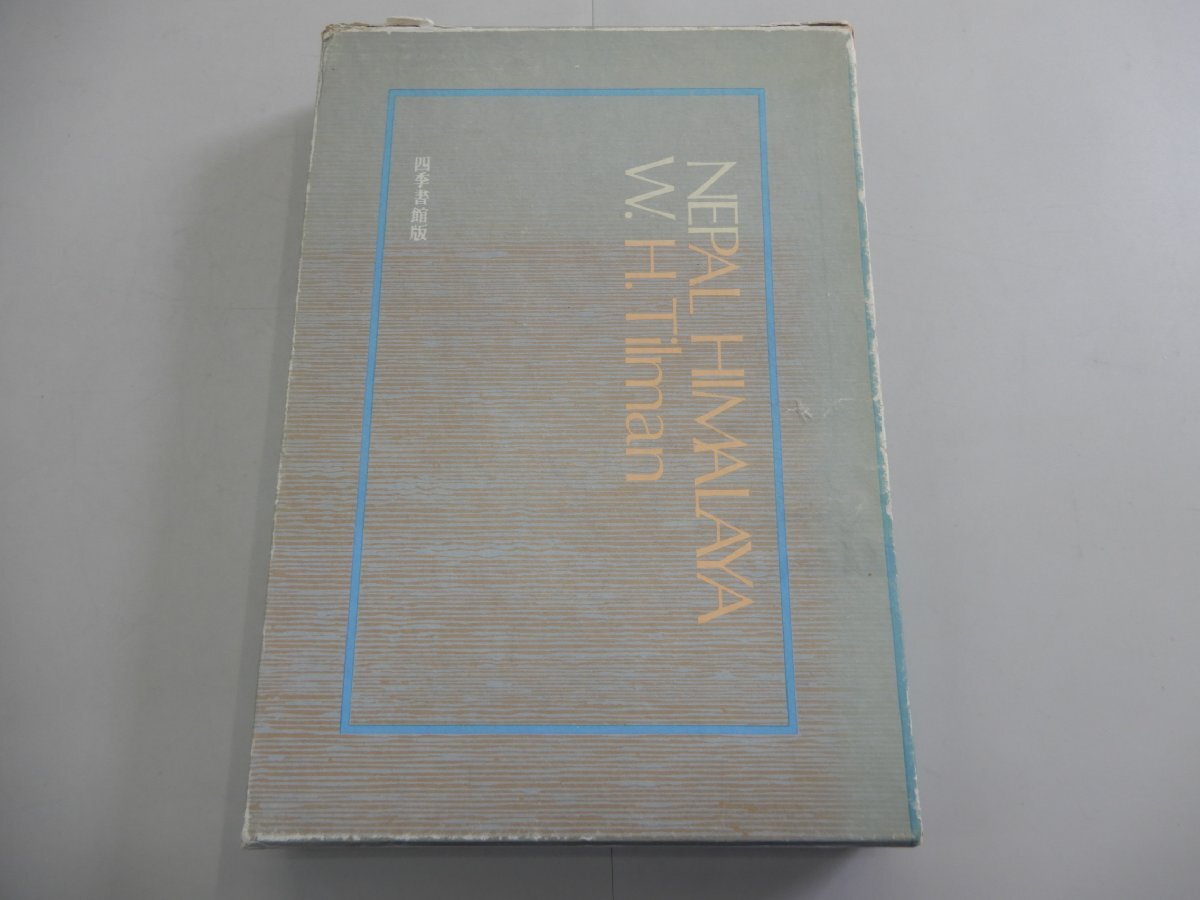 NEPAL HIMALAYA
W. H. Tilman
四季書館版